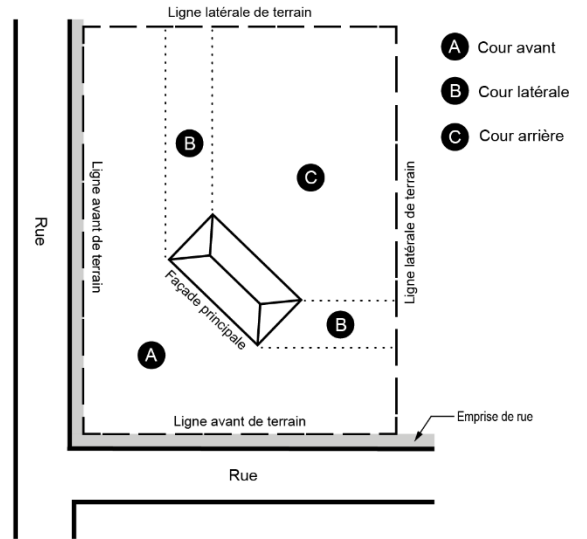 Ligne latérale de terrain
A Cour avant
B Cour latérale
C Cour arrière
B
C
Rue
Ligne avant de terrain
Ligne latérale de terrain
Façade principale
B
A
Ligne avant de terrain
Emprise de rue
Rue